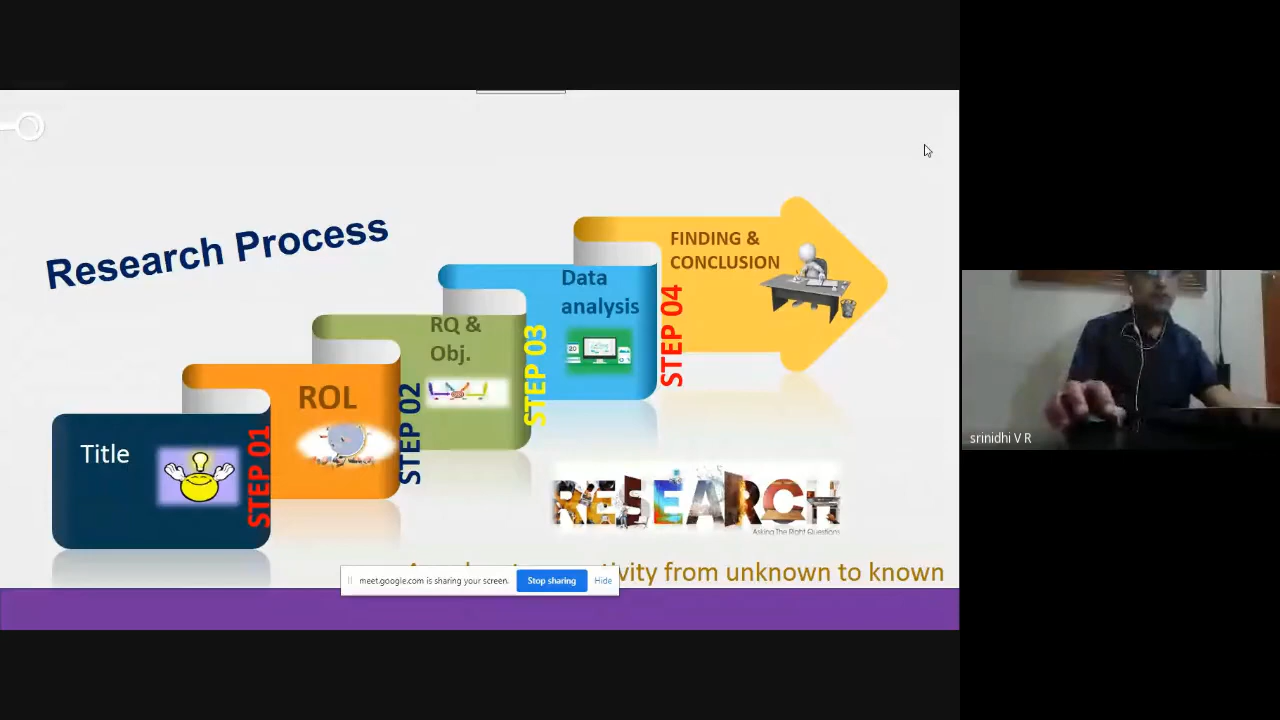 Research Process
Title
STEP 01
ROL
STEP 02
RQ &
Obj.
STEP 03
Data
analysis
STEP 04
FINDING &
CONCLUSION
RESEARCH
Asking The Right Questions
from unknown to known
meet.google.com is sharing your screen.
Stop sharing
Hide
srinidhi V R